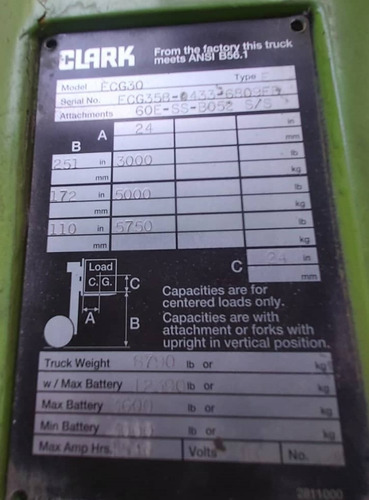 CLARK
From the factory this truck
meets ANSI B56.1
Model ECG30 Type E
Serial No.
Attachments 60E-SS-B052 S/S
A 24 in
B mm
251 in 3000 lb
mm kg
172 in 5000 lb
mm kg
110 in 5750 lb
mm kg
C 24 in
mm
Load
C. G.
C
A
B
Capacities are for
centered loads only.
Capacities are with
attachment or forks with
upright in vertical position.
Truck Weight lb or kg
w / Max Battery lb or kg
Max Battery lb or kg
Min Battery lb or kg
Max Amp Hrs. Volts No.